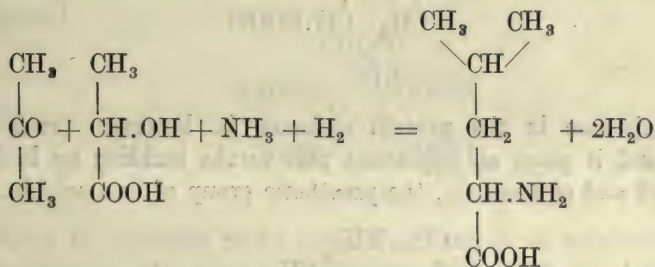 CH₃ CH₃
CH₃ CH₃ CH
CO + CH.OH + NH₃ + H₂ = CH₂ + 2H₂O
CH₃ COOH CH.NH₂
COOH